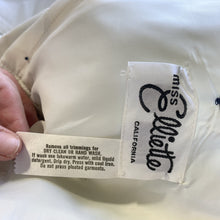 Remove all trimmings for
DRY CLEAN OR HAND WASH.
If wash use lukewarm water, mild liquid
detergent. Drip dry. Press with cool iron.
Do not press pleated garments.
miss
Elliette
CALIFORNIA